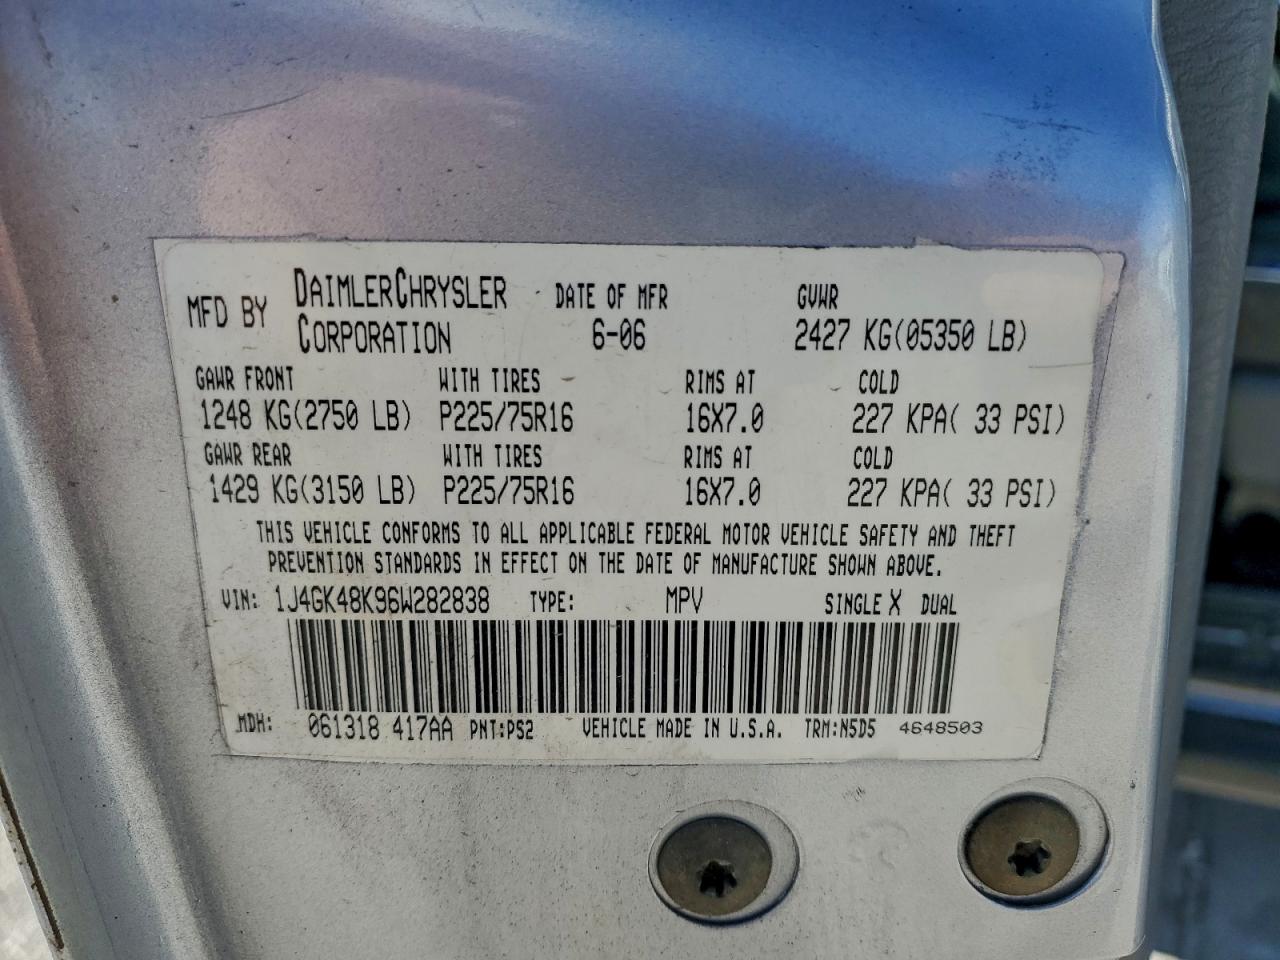 MFD BY DAIMLERCHRYSLER CORPORATION DATE OF MFR 6-06 GVWR 2427 KG(05350 LB)
GAWR FRONT WITH TIRES RIMS AT COLD
1248 KG(2750 LB) P225/75R16 16X7.0 227 KPA( 33 PSI)
GAWR REAR WITH TIRES RIMS AT COLD
1429 KG(3150 LB) P225/75R16 16X7.0 227 KPA( 33 PSI)
THIS VEHICLE CONFORMS TO ALL APPLICABLE FEDERAL MOTOR VEHICLE SAFETY AND THEFT
PREVENTION STANDARDS IN EFFECT ON THE DATE OF MANUFACTURE SHOWN ABOVE.
VIN: 1J4GK48K96W282838 TYPE: MPV SINGLE X DUAL
MDH: 061318 417AA PNT:PS2 VEHICLE MADE IN U.S.A. TRM:N5D5 4648503